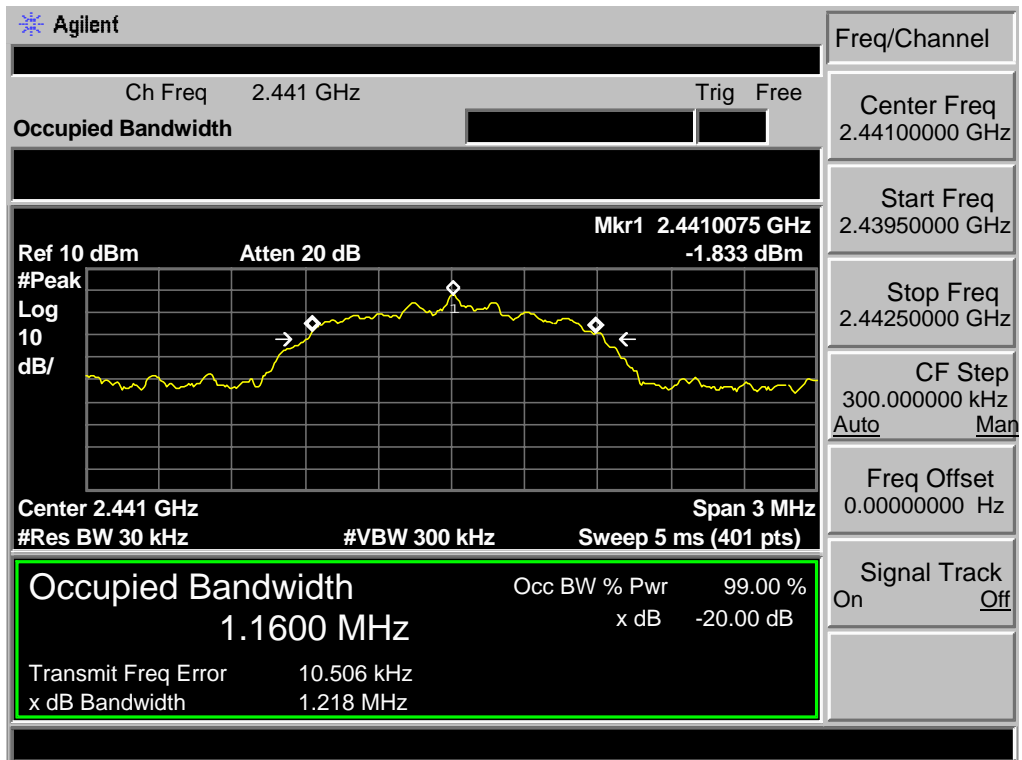 Agilent
Freq/Channel
Ch Freq 2.441 GHz Trig Free
Occupied Bandwidth
Center Freq
2.44100000 GHz
Start Freq
2.43950000 GHz
Stop Freq
2.44250000 GHz
CF Step
300.000000 kHz
Auto Man
Freq Offset
0.00000000 Hz
Signal Track
On Off
Mkr1 2.4410075 GHz
Ref 10 dBm Atten 20 dB -1.833 dBm
#Peak
Log
10
dB/
1
Center 2.441 GHz Span 3 MHz
#Res BW 30 kHz #VBW 300 kHz Sweep 5 ms (401 pts)
Occupied Bandwidth
1.1600 MHz
Occ BW % Pwr 99.00 %
x dB -20.00 dB
Transmit Freq Error 10.506 kHz
x dB Bandwidth 1.218 MHz